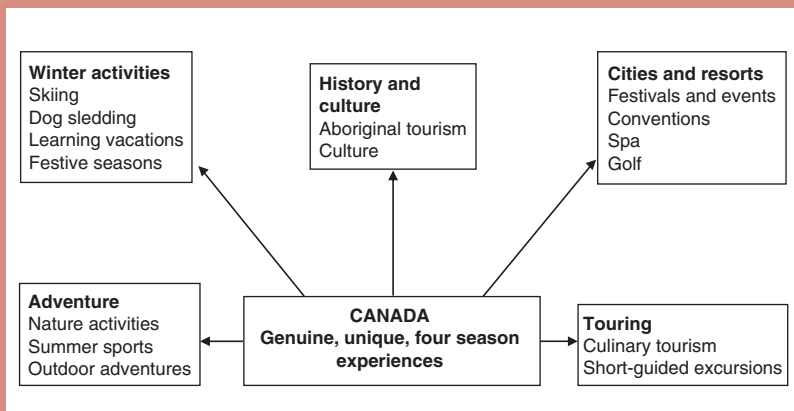 Winter activities
Skiing
Dog sledding
Learning vacations
Festive seasons
History and
culture
Aboriginal tourism
Culture
Cities and resorts
Festivals and events
Conventions
Spa
Golf
Adventure
Nature activities
Summer sports
Outdoor adventures
CANADA
Genuine, unique, four season
experiences
Touring
Culinary tourism
Short-guided excursions